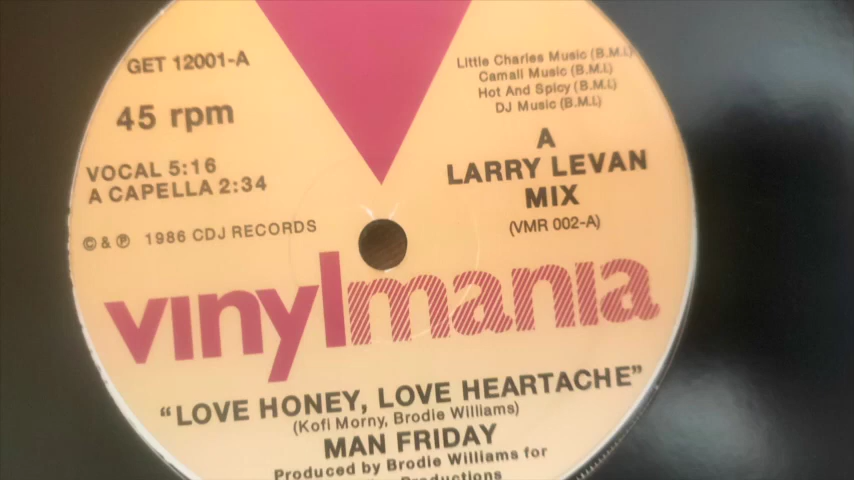 GET 12001-A
45 rpm
VOCAL 5:16
A CAPELLA 2:34
© & ℗ 1986 CDJ RECORDS
Little Charles Music (B.M.I.)
Camall Music (B.M.I.)
Hot And Spicy (B.M.I.)
DJ Music (B.M.I.)
A
LARRY LEVAN
MIX
(VMR 002-A)
vinylmania
"LOVE HONEY, LOVE HEARTACHE"
(Kofi Morny, Brodie Williams)
MAN FRIDAY
Produced by Brodie Williams for
Productions